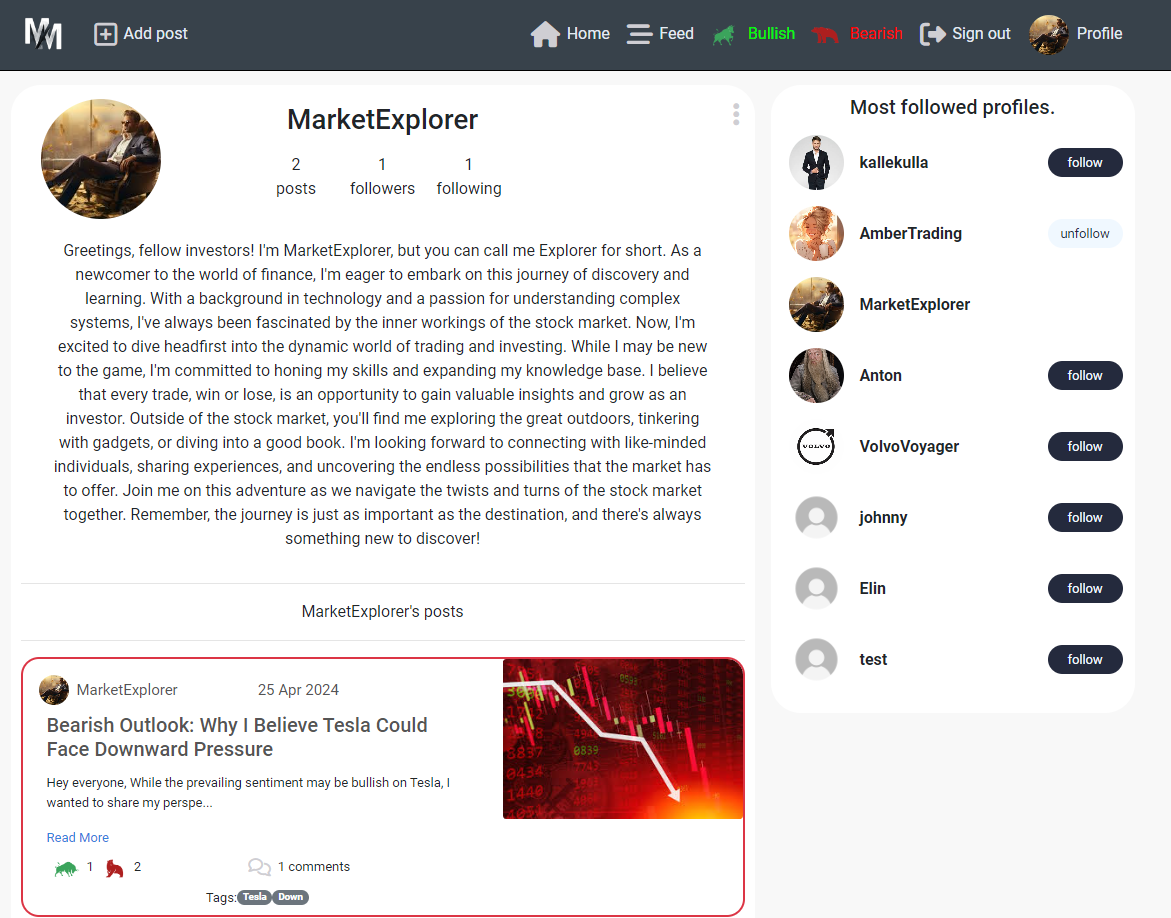 MM
Add post
Home
Feed
Bullish
Bearish
Sign out
Profile
MarketExplorer
2 posts
1 followers
1 following
Greetings, fellow investors! I'm MarketExplorer, but you can call me Explorer for short. As a
newcomer to the world of finance, I'm eager to embark on this journey of discovery and
learning. With a background in technology and a passion for understanding complex
systems, I've always been fascinated by the inner workings of the stock market. Now, I'm
excited to dive headfirst into the dynamic world of trading and investing. While I may be new
to the game, I'm committed to honing my skills and expanding my knowledge base. I believe
that every trade, win or lose, is an opportunity to gain valuable insights and grow as an
investor. Outside of the stock market, you'll find me exploring the great outdoors, tinkering
with gadgets, or diving into a good book. I'm looking forward to connecting with like-minded
individuals, sharing experiences, and uncovering the endless possibilities that the market has
to offer. Join me on this adventure as we navigate the twists and turns of the stock market
together. Remember, the journey is just as important as the destination, and there's always
something new to discover!
MarketExplorer's posts
MarketExplorer
25 Apr 2024
Bearish Outlook: Why I Believe Tesla Could
Face Downward Pressure
Hey everyone, While the prevailing sentiment may be bullish on Tesla, I
wanted to share my perspe...
Read More
1
2
1 comments
Tags: Tesla Down
0839
0434
1440
Most followed profiles.
kallekulla
follow
AmberTrading
unfollow
MarketExplorer
Anton
follow
VOLVO
VolvoVoyager
follow
johnny
follow
Elin
follow
test
follow